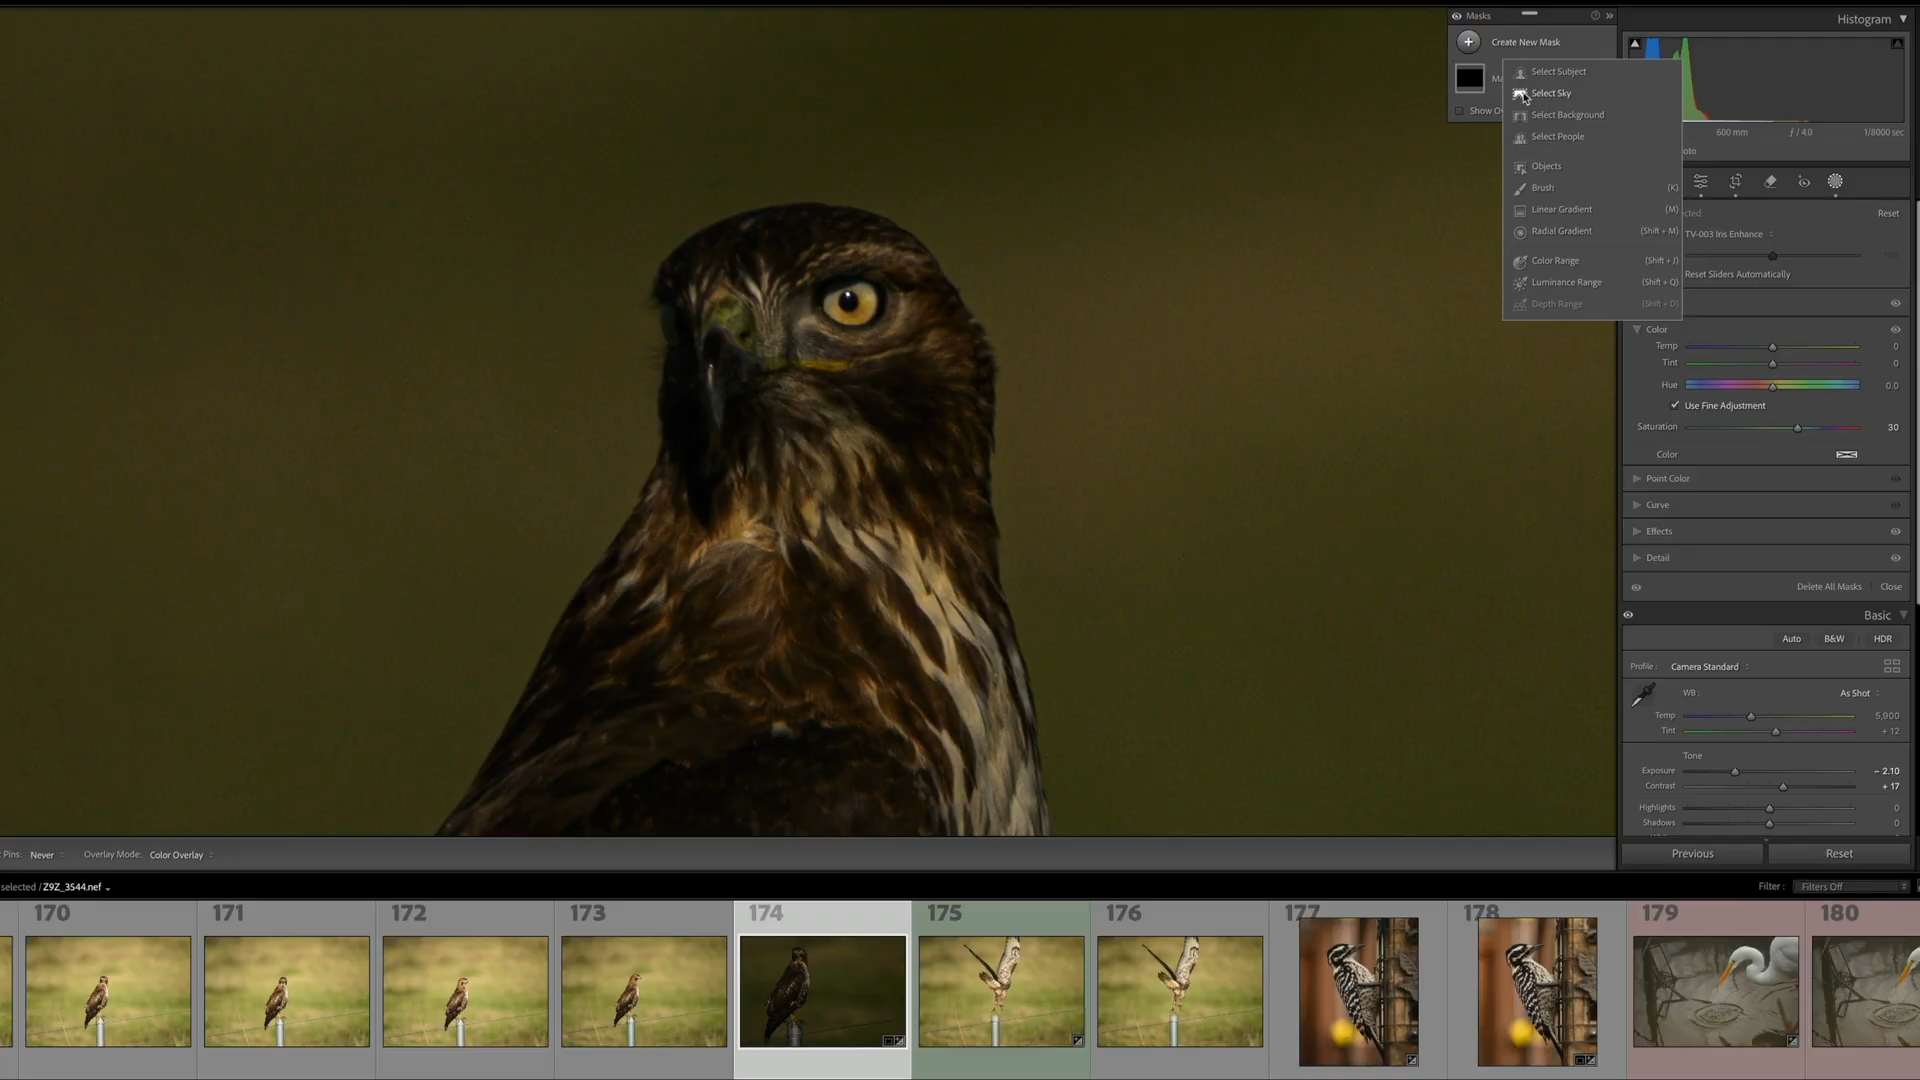 Masks
Histogram
Create New Mask
Select Subject
Select Sky
Show
Select Background
Select People
600 mm
ƒ / 4.0
1/8000 sec
Objects
Brush (K)
Linear Gradient (M)
Radial Gradient (Shift + M)
Color Range (Shift + J)
Luminance Range (Shift + Q)
Depth Range (Shift + D)
Reset
TV-003 Iris Enhance
Reset Sliders Automatically
Color
Temp 0
Tint 0
Hue 0.0
Use Fine Adjustment
Saturation 30
Color
Point Color
Curve
Effects
Detail
Delete All Masks Close
Basic
Auto B&W HDR
Profile: Camera Standard
WB: As Shot
Temp 5,900
Tint + 12
Tone
Exposure − 2.10
Contrast + 17
Highlights 0
Shadows 0
Previous Reset
Pins: Never Overlay Mode: Color Overlay
selected / Z9Z_3544.nef
Filter: Filters Off
170 171 172 173 174 175 176 177 178 179 180